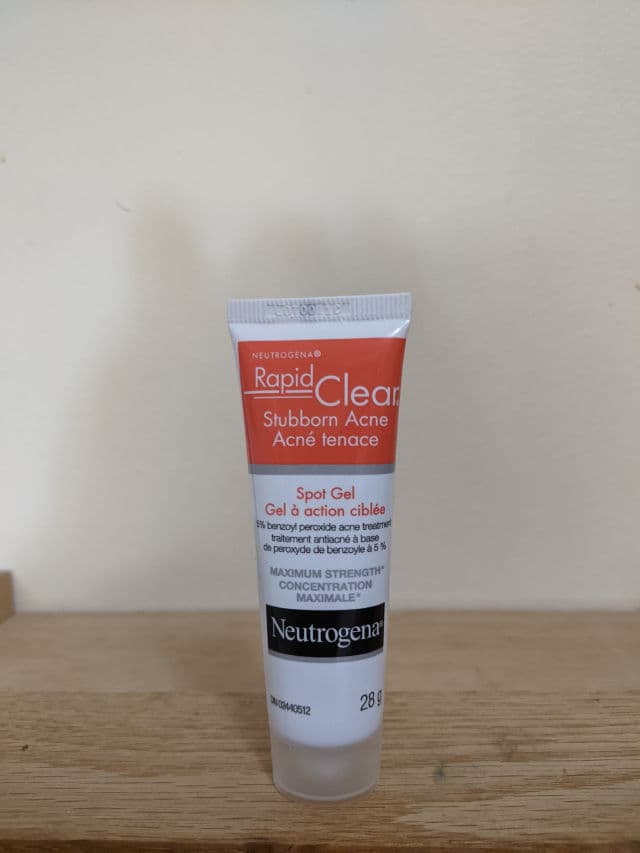 NEUTROGENA®
Rapid Clear®
Stubborn Acne
Acné tenace
Spot Gel
Gel à action ciblée
5% benzoyl peroxide acne treatment
traitement antiacné à base
de peroxyde de benzoyle à 5 %
MAXIMUM STRENGTH*
CONCENTRATION
MAXIMALE*
Neutrogena®
DIN 02440512
28 g